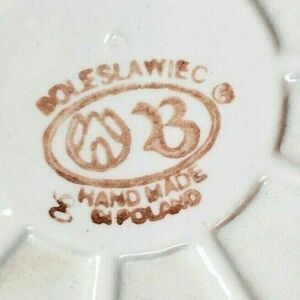 BOLESLAWIEC ®
B
HAND MADE
IN POLAND